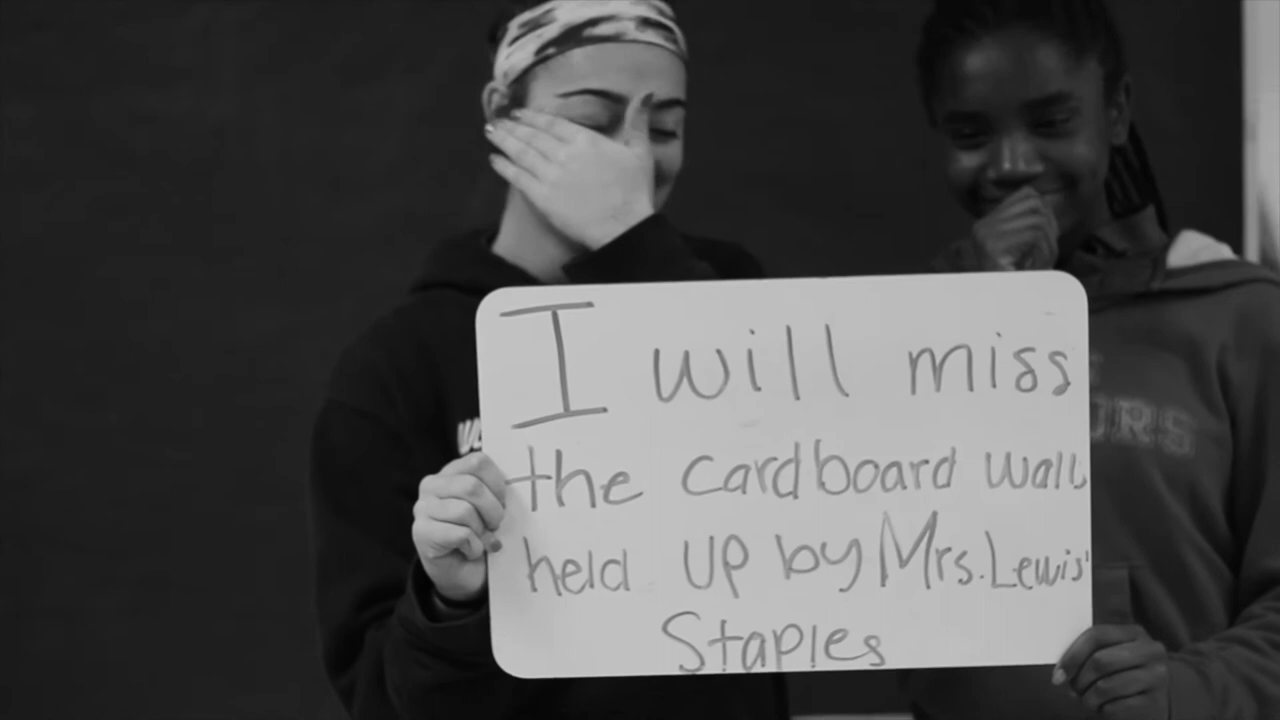 I will miss
the cardboard wall
held up by Mrs. Lewis'
Staples